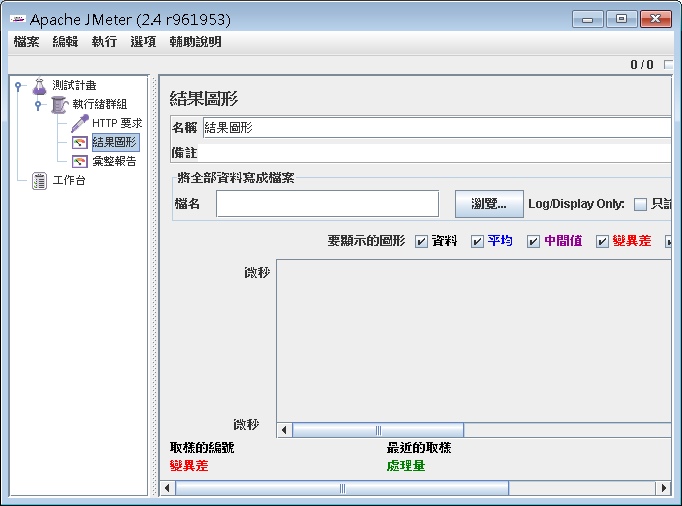 Apache JMeter (2.4 r961953)
檔案 編輯 執行 選項 輔助說明
0 / 0
測試計畫
執行緒群組
HTTP 要求
結果圖形
彙整報告
工作台
結果圖形
名稱 結果圖形
備註
將全部資料寫成檔案
檔名 瀏覽... Log/Display Only:
要顯示的圖形 資料 平均 中間值 變異差
微秒
微秒
取樣的編號 最近的取樣
變異差 處理量